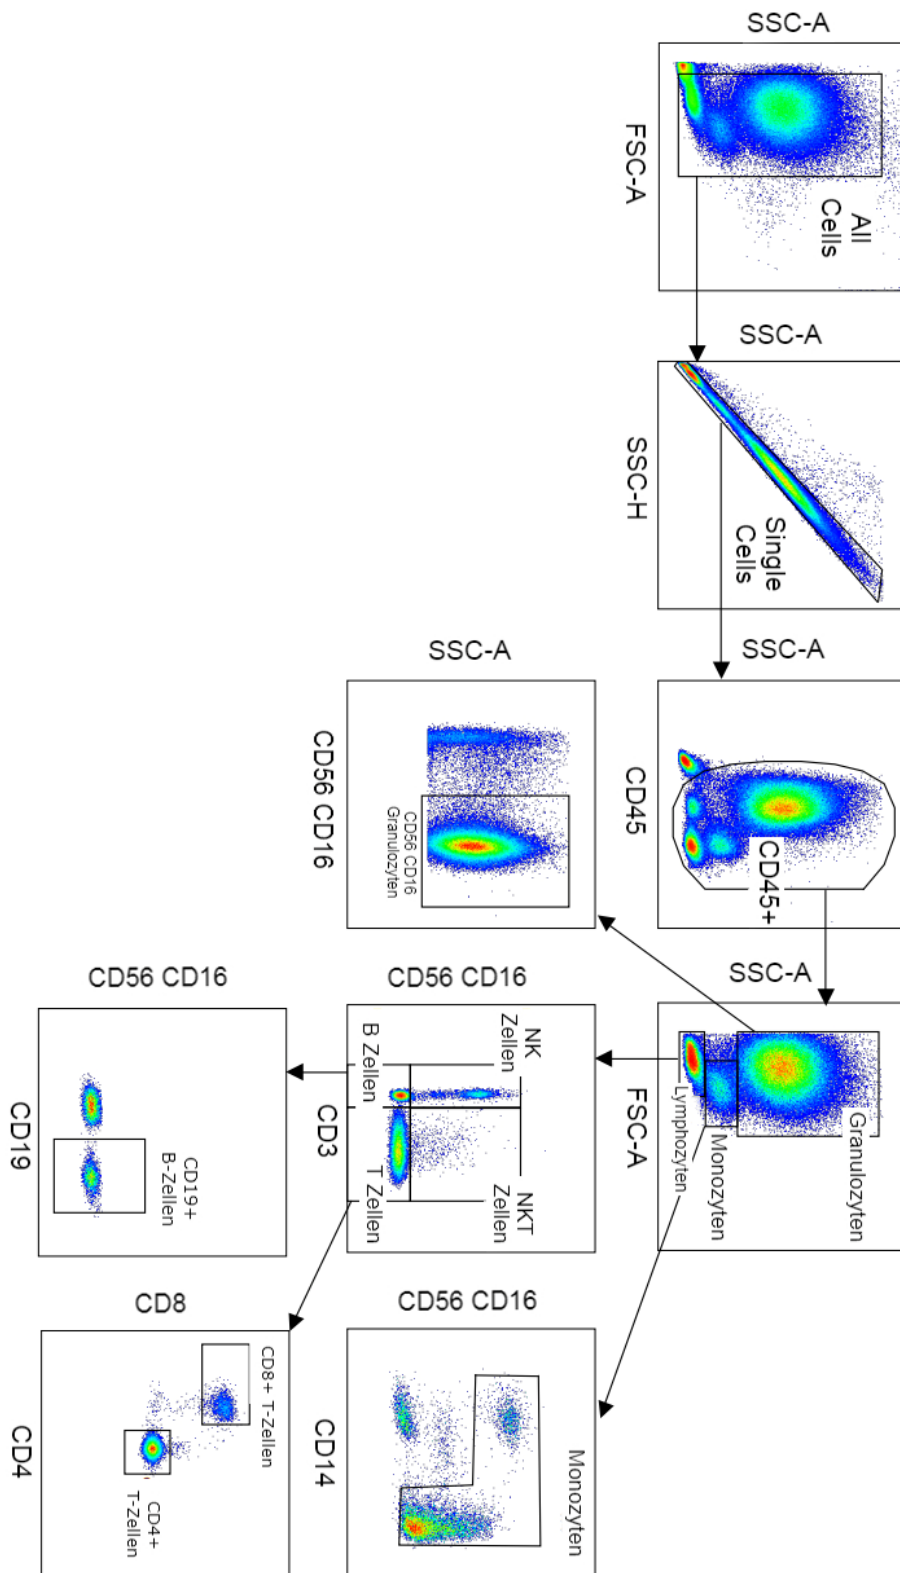 SSC-A
FSC-A
All
Cells
SSC-A
SSC-H
Single
Cells
SSC-A
CD45
CD45+
SSC-A
FSC-A
Granulozyten
Monozyten
Lymphozyten
SSC-A
CD56 CD16
CD56 CD16
Granulozyten
CD56 CD16
CD3
NK
Zellen
B Zellen
NKT
Zellen
T Zellen
CD56 CD16
CD14
Monozyten
CD56 CD16
CD19
CD19+
B-Zellen
CD8
CD4
CD8+ T-Zellen
CD4+
T-Zellen